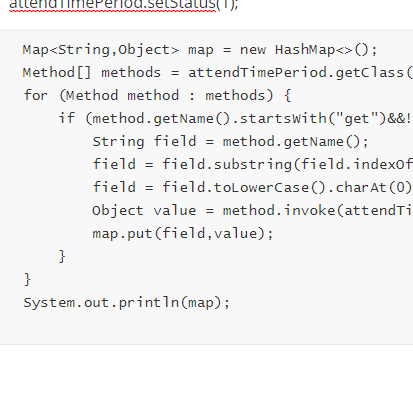 attendTimePeriod.setStatus(1);
Map<String,Object> map = new HashMap<>();
Method[] methods = attendTimePeriod.getClass(
for (Method method : methods) {
if (method.getName().startsWith("get")&&!
String field = method.getName();
field = field.substring(field.indexOf
field = field.toLowerCase().charAt(0)
Object value = method.invoke(attendTi
map.put(field,value);
}
}
System.out.println(map);